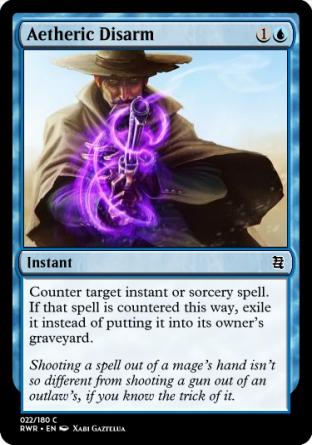 Aetheric Disarm 1
Instant
Counter target instant or sorcery spell.
If that spell is countered this way, exile
it instead of putting it into its owner's
graveyard.
Shooting a spell out of a mage's hand isn't
so different from shooting a gun out of an
outlaw's, if you know the trick of it.
022/180 C
RWR • EN XABI GAZTELUA